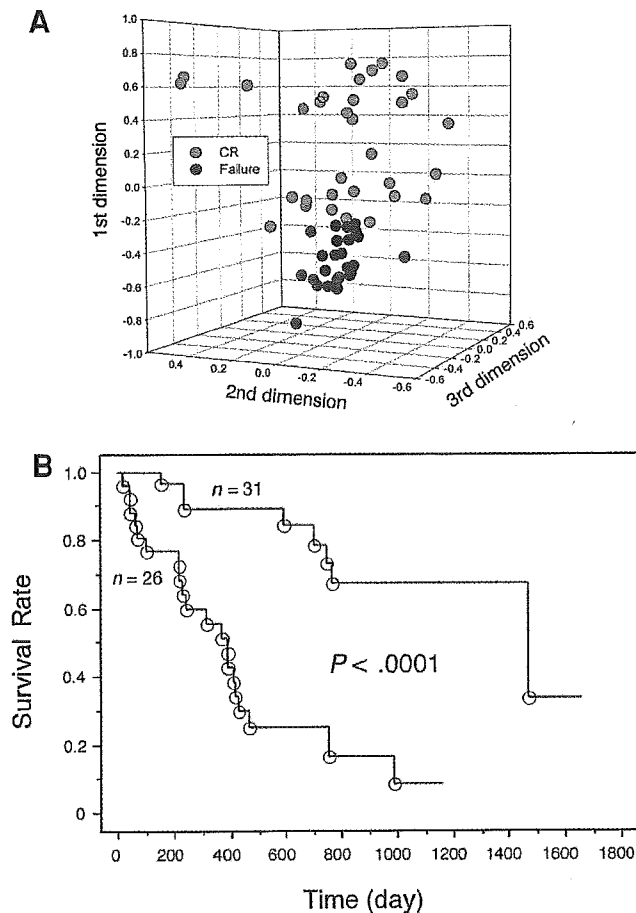 A
1.0
0.8
0.6
0.4
0.2
0.0
-0.2
-0.4
-0.6
-0.8
-1.0
1st dimension
CR
Failure
0.4 0.2 0.0 -0.2 -0.4 -0.6
2nd dimension
-0.6 -0.4 -0.2 0.0 0.2 0.4 0.6
3rd dimension
B
1.0
0.8
0.6
0.4
0.2
0
Survival Rate
n = 31
n = 26
P < .0001
0 200 400 600 800 1000 1200 1400 1600 1800
Time (day)